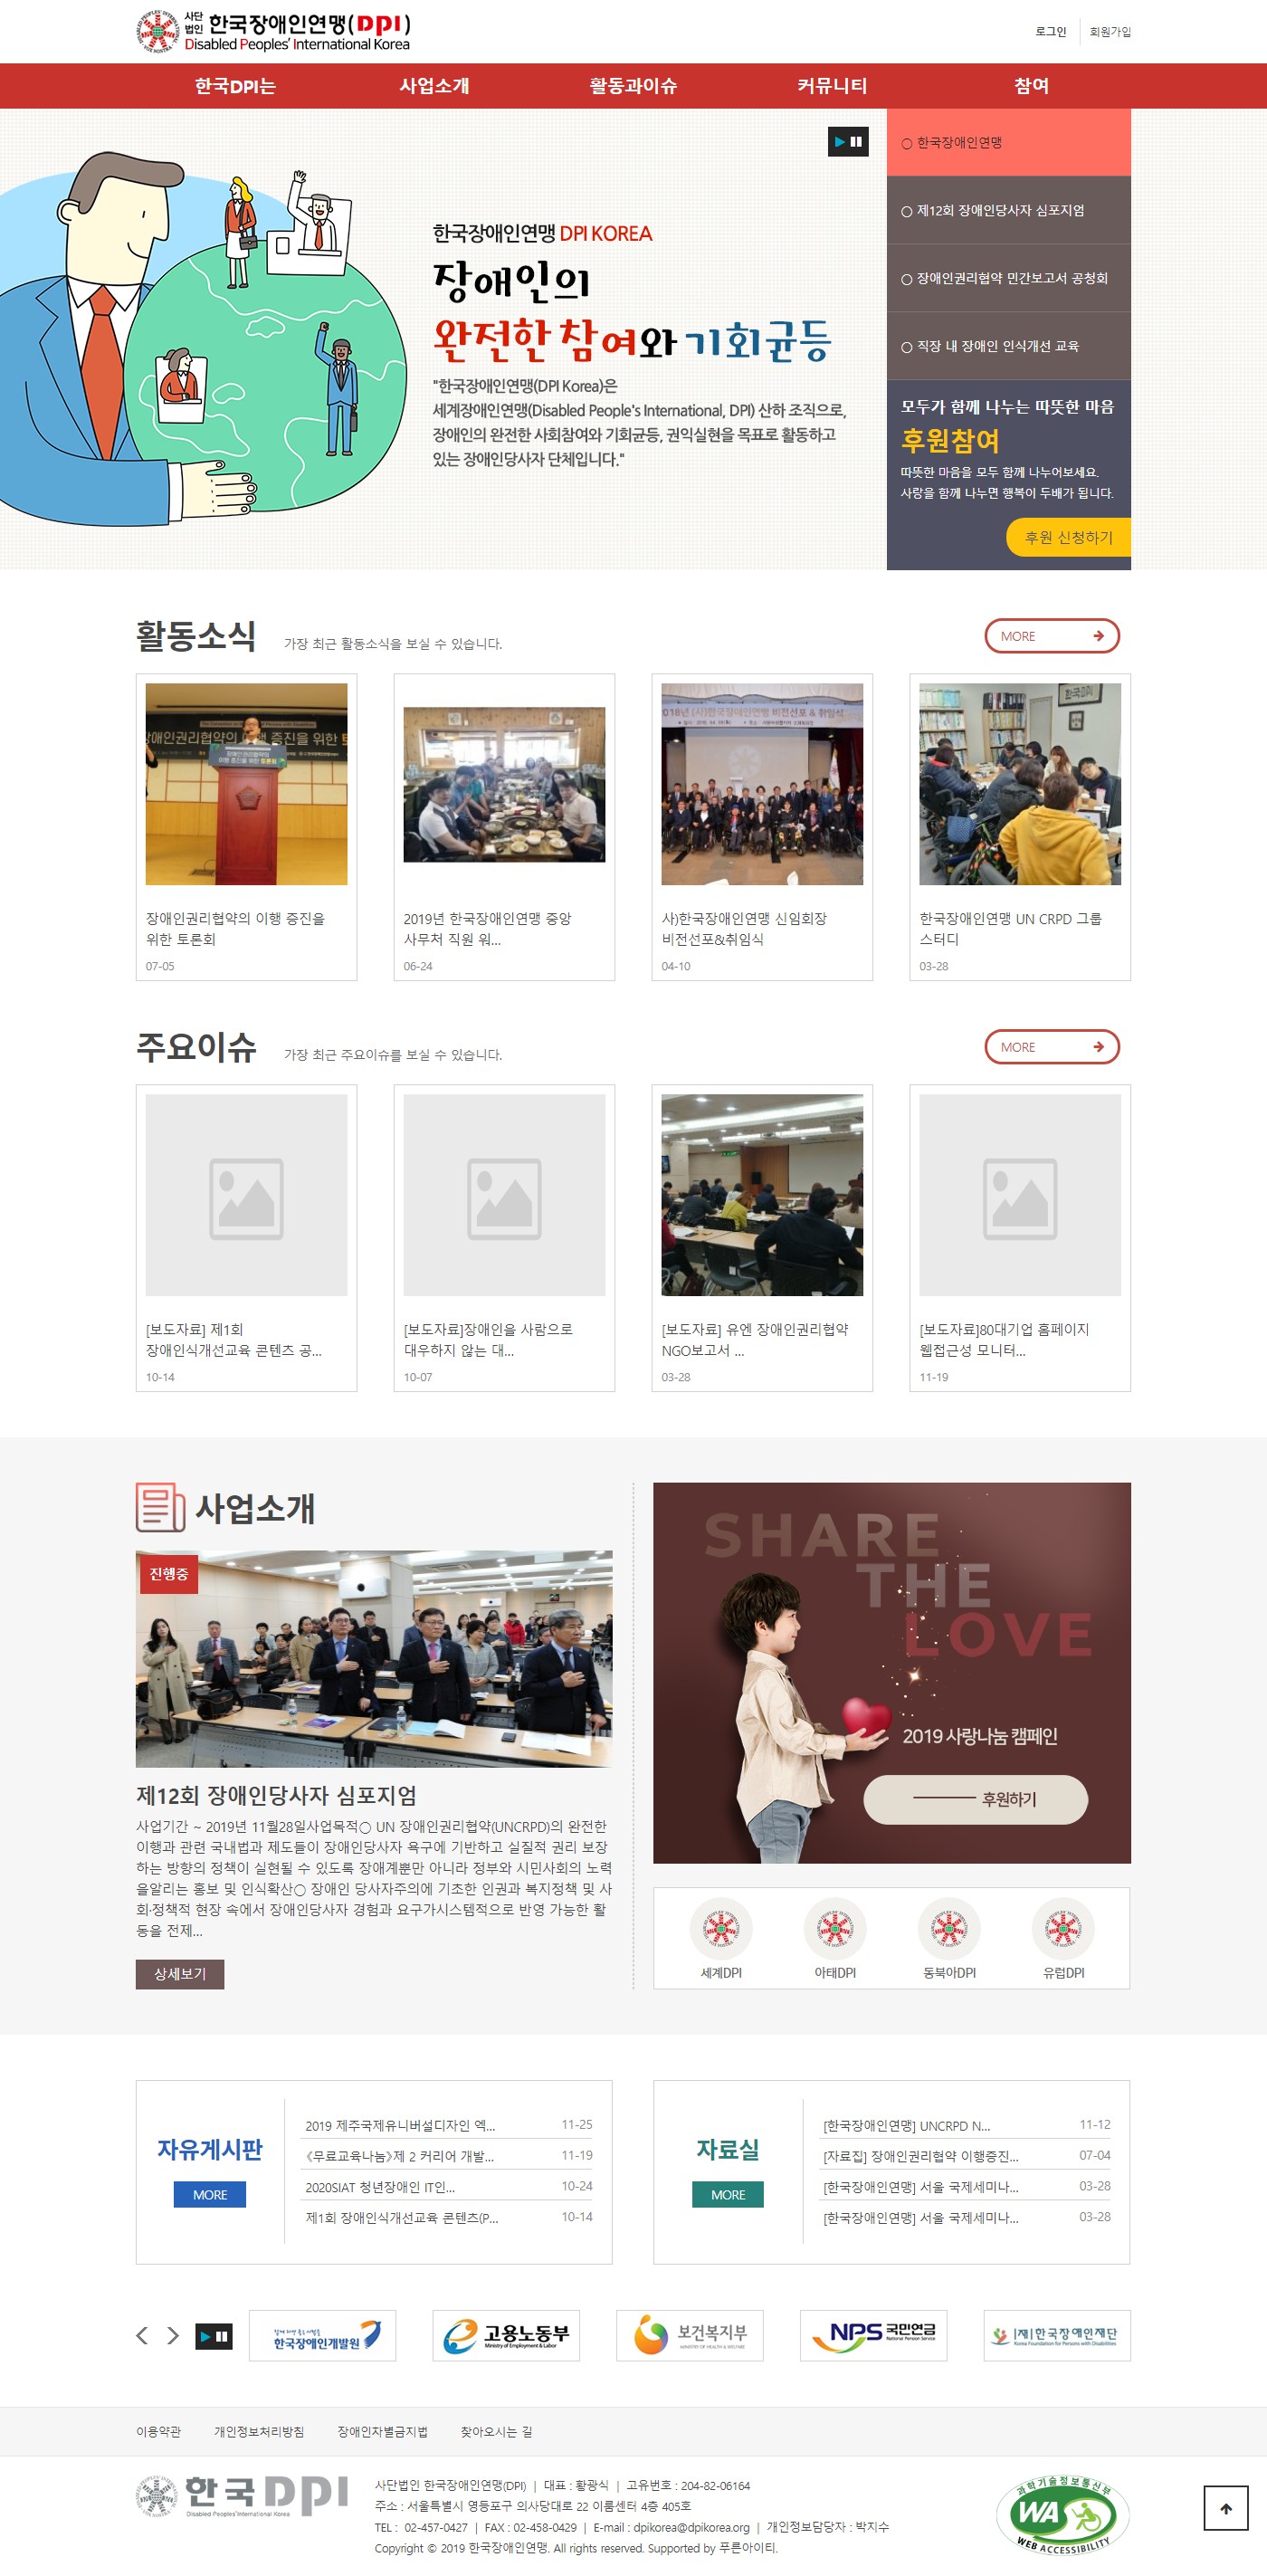 사단법인 한국장애인연맹(DPI)
Disabled Peoples' International Korea
로그인 회원가입
한국DPI는 사업소개 활동과이슈 커뮤니티 참여
한국장애인연맹 DPI KOREA
장애인의
완전한 참여와 기회균등
"한국장애인연맹(DPI Korea)은
세계장애인연맹(Disabled People's International, DPI) 산하 조직으로,
장애인의 완전한 사회참여와 기회균등, 권익실현을 목표로 활동하고
있는 장애인당사자 단체입니다."
○ 한국장애인연맹
○ 제12회 장애인당사자 심포지엄
○ 장애인권리협약 민간보고서 공청회
○ 직장 내 장애인 인식개선 교육
모두가 함께 나누는 따뜻한 마음
후원참여
따뜻한 마음을 모두 함께 나누어보세요.
사랑을 함께 나누면 행복이 두배가 됩니다.
후원 신청하기
활동소식 가장 최근 활동소식을 보실 수 있습니다. MORE
장애인권리협약의 이행 증진을
위한 토론회
07-05
2019년 한국장애인연맹 중앙
사무처 직원 워...
06-24
사)한국장애인연맹 신임회장
비전선포&취임식
04-10
한국장애인연맹 UN CRPD 그룹
스터디
03-28
주요이슈 가장 최근 주요이슈를 보실 수 있습니다. MORE
[보도자료] 제1회
장애인식개선교육 콘텐츠 공...
10-14
[보도자료]장애인을 사람으로
대우하지 않는 대...
10-07
[보도자료] 유엔 장애인권리협약
NGO보고서 ...
03-28
[보도자료]80대기업 홈페이지
웹접근성 모니터...
11-19
사업소개
진행중
제12회 장애인당사자 심포지엄
사업기간 ~ 2019년 11월28일사업목적○ UN 장애인권리협약(UNCRPD)의 완전한
이행과 관련 국내법과 제도들이 장애인당사자 욕구에 기반하고 실질적 권리 보장
하는 방향의 정책이 실현될 수 있도록 장애계뿐만 아니라 정부와 시민사회의 노력
을알리는 홍보 및 인식확산○ 장애인 당사자주의에 기초한 인권과 복지정책 및 사
회·정책적 현장 속에서 장애인당사자 경험과 요구가시스템적으로 반영 가능한 활
동을 전제...
상세보기
SHARE
THE
LOVE
2019 사랑나눔 캠페인
후원하기
세계DPI 아태DPI 동북아DPI 유럽DPI
자유게시판
MORE
2019 제주국제유니버설디자인 엑... 11-25
《무료교육나눔》제 2 커리어 개발... 11-19
2020SIAT 청년장애인 IT인... 10-24
제1회 장애인식개선교육 콘텐츠(P... 10-14
자료실
MORE
[한국장애인연맹] UNCRPD N... 11-12
[자료집] 장애인권리협약 이행증진... 07-04
[한국장애인연맹] 서울 국제세미나... 03-28
[한국장애인연맹] 서울 국제세미나... 03-28
한국장애인개발원
고용노동부
Ministry of Employment & Labor
보건복지부
MINISTRY OF HEALTH & WELFARE
NPS 국민연금
National Pension Service
[재]한국장애인재단
Korea Foundation for Persons with Disabilities
이용약관 개인정보처리방침 장애인차별금지법 찾아오시는 길
한국DPI
Disabled Peoples' International Korea
사단법인 한국장애인연맹(DPI) | 대표 : 황광식 | 고유번호 : 204-82-06164
주소 : 서울특별시 영등포구 의사당대로 22 이룸센터 4층 405호
TEL : 02-457-0427 | FAX : 02-458-0429 | E-mail : dpikorea@dpikorea.org | 개인정보담당자 : 박지수
Copyright © 2019 한국장애인연맹. All rights reserved. Supported by 푸른아이티.
과학기술정보통신부
WA
WEB ACCESSIBILITY